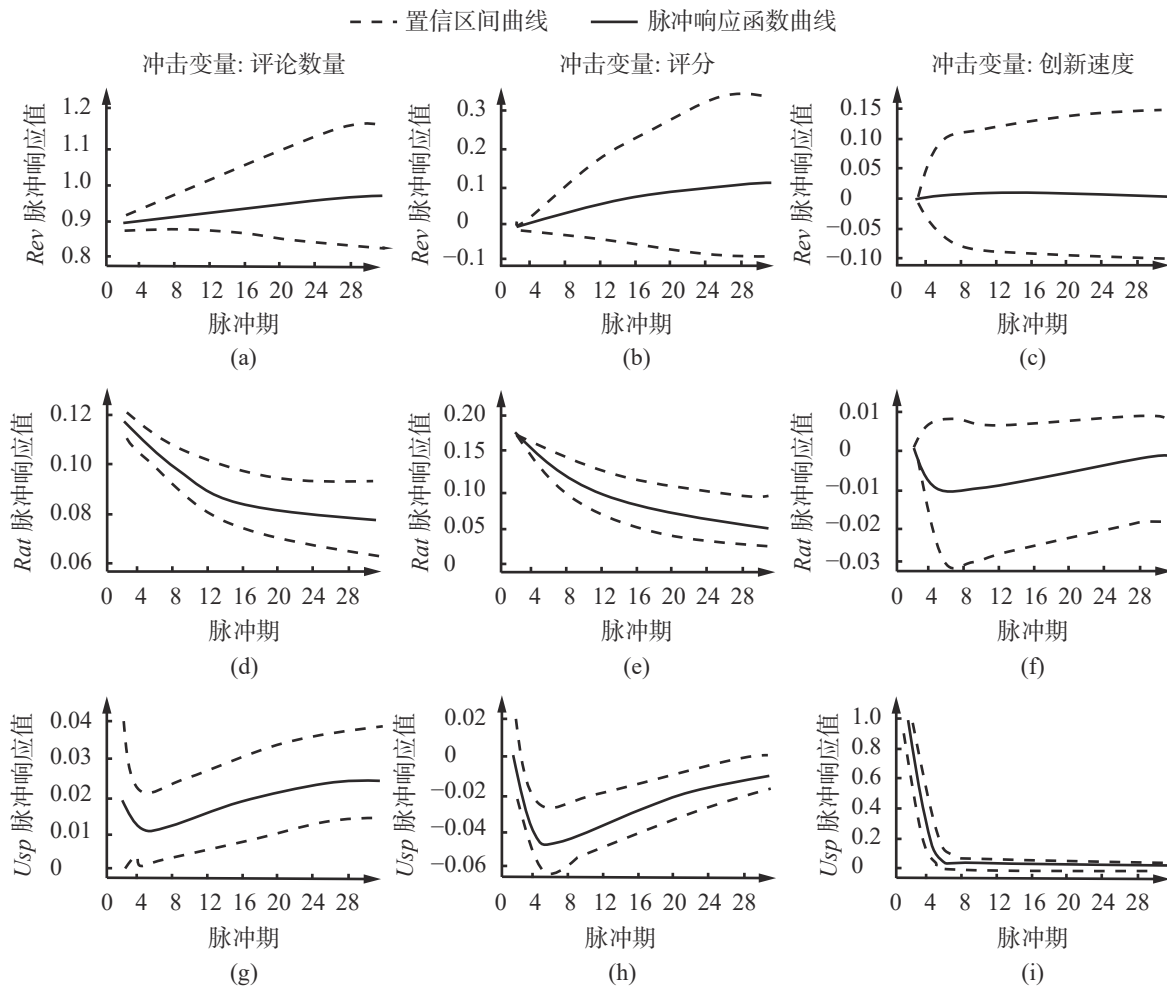 置信区间曲线 脉冲响应函数曲线
冲击变量: 评论数量 冲击变量: 评分 冲击变量: 创新速度
Rev 脉冲响应值
1.2
1.1
1.0
0.9
0.8
0 4 8 12 16 20 24 28
脉冲期
(a)
Rev 脉冲响应值
0.3
0.2
0.1
0
−0.1
0 4 8 12 16 20 24 28
脉冲期
(b)
Rev 脉冲响应值
0.15
0.10
0.05
0
−0.05
−0.10
0 4 8 12 16 20 24 28
脉冲期
(c)
Rat 脉冲响应值
0.12
0.10
0.08
0.06
0 4 8 12 16 20 24 28
脉冲期
(d)
Rat 脉冲响应值
0.20
0.15
0.10
0.05
0
0 4 8 12 16 20 24 28
脉冲期
(e)
Rat 脉冲响应值
0.01
0
−0.01
−0.02
−0.03
0 4 8 12 16 20 24 28
脉冲期
(f)
Usp 脉冲响应值
0.04
0.03
0.02
0.01
0
0 4 8 12 16 20 24 28
脉冲期
(g)
Usp 脉冲响应值
0.02
0
−0.02
−0.04
−0.06
0 4 8 12 16 20 24 28
脉冲期
(h)
Usp 脉冲响应值
1.0
0.8
0.6
0.4
0.2
0
0 4 8 12 16 20 24 28
脉冲期
(i)